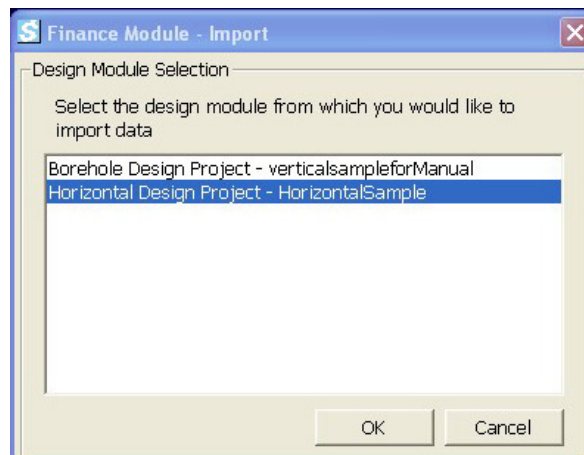 Finance Module - Import
Design Module Selection
Select the design module from which you would like to
import data
Borehole Design Project - verticalsampleforManual
Horizontal Design Project - HorizontalSample
OK
Cancel